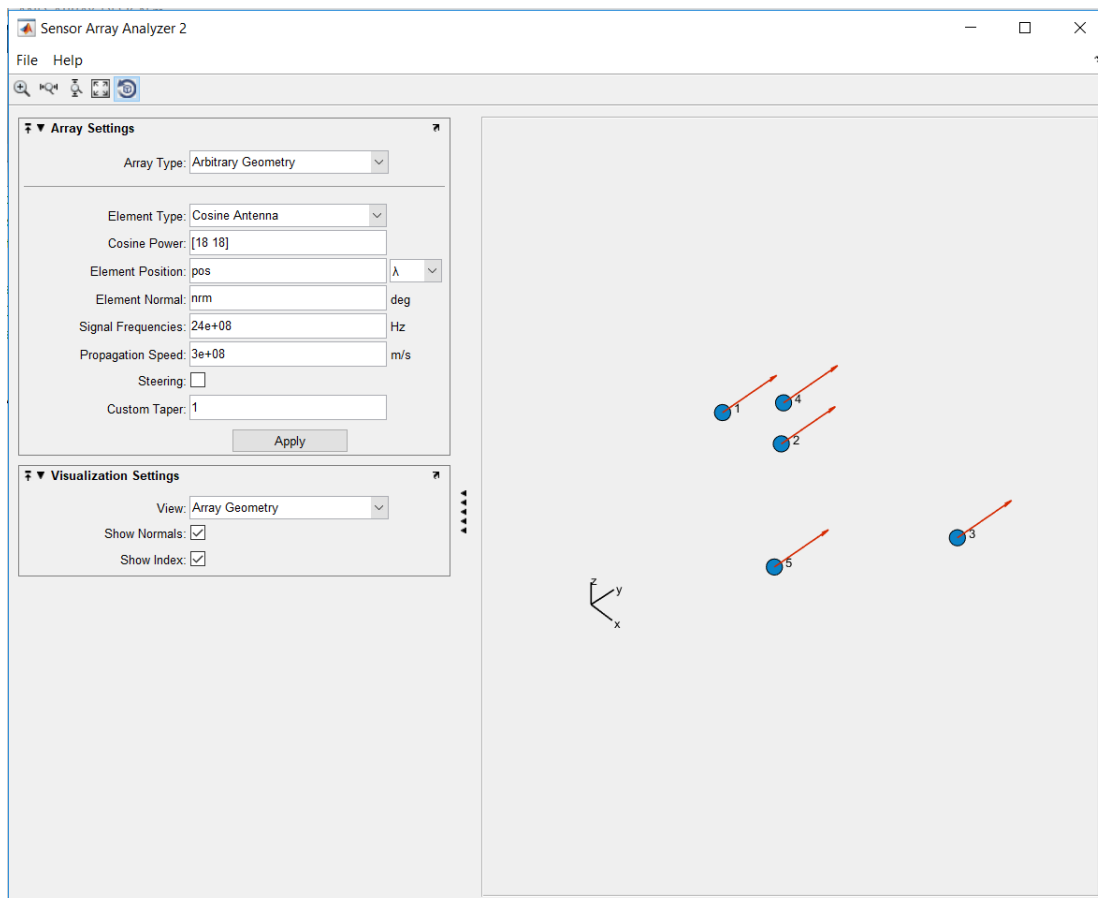 Sensor Array Analyzer 2
File Help
Array Settings
Array Type: Arbitrary Geometry
Element Type: Cosine Antenna
Cosine Power: [18 18]
Element Position: pos λ
Element Normal: nrm deg
Signal Frequencies: 24e+08 Hz
Propagation Speed: 3e+08 m/s
Steering:
Custom Taper: 1
Apply
Visualization Settings
View: Array Geometry
Show Normals:
Show Index:
1
4
2
3
5
z
y
x